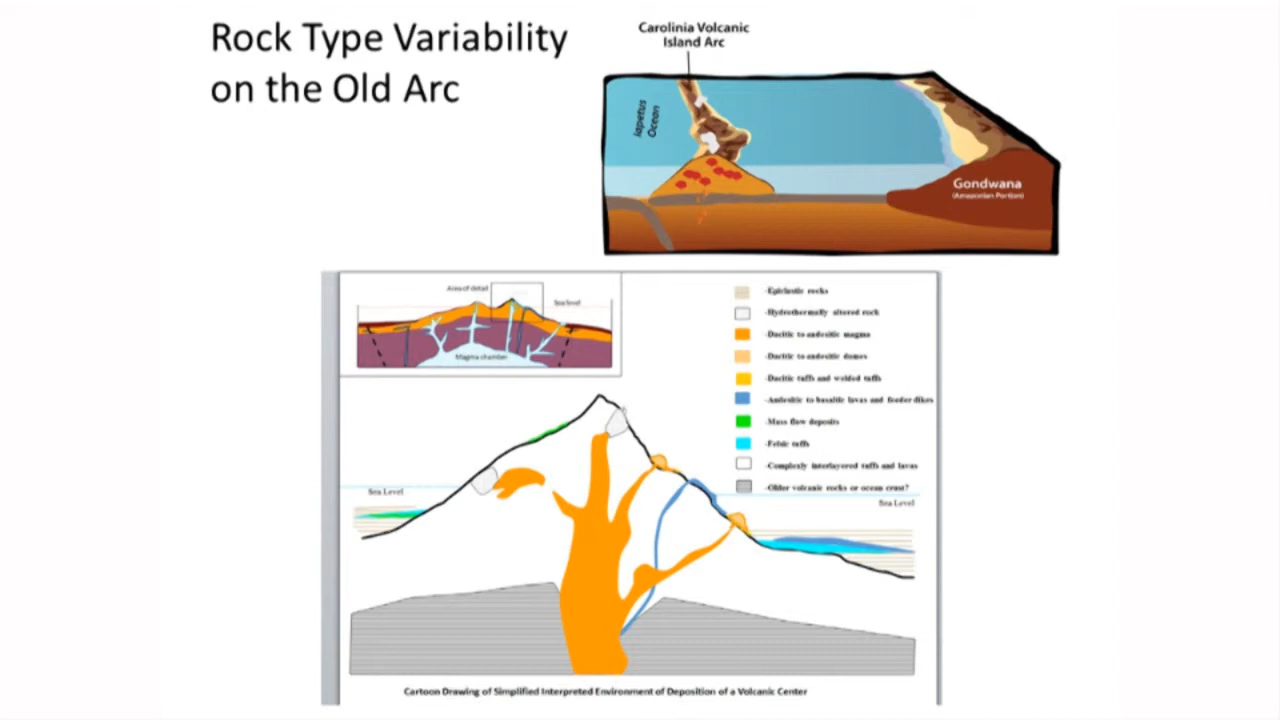 Rock Type Variability
on the Old Arc
Carolinia Volcanic
Island Arc
Iapetus
Ocean
Gondwana
(Amazonian Portion)
Area of detail
Sea level
Magma chamber
-Epiclastic rocks
-Hydrothermally altered rock
-Dacitic to andesitic magma
-Dacitic to andesitic domes
-Dacitic tuffs and welded tuffs
-Andesitic to basaltic lavas and feeder dikes
-Mass flow deposits
-Felsic tuffs
-Complexly interlayered tuffs and lavas
-Older volcanic rocks or ocean crust?
Sea Level
Sea Level
Cartoon Drawing of Simplified Interpreted Environment of Deposition of a Volcanic Center